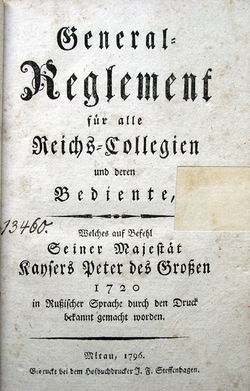 General-
Reglement
für alle
Reichs-Collegien
und deren
Bediente,
13460.
Welches auf Befehl
Seiner Majestät
Kaysers Peter des Großen
1720
in Rußischer Sprache durch den Druck
bekannt gemacht worden.
Mitau, 1796.
Gedruckt bei dem Hofbuchdrucker J. F. Steffenhagen.